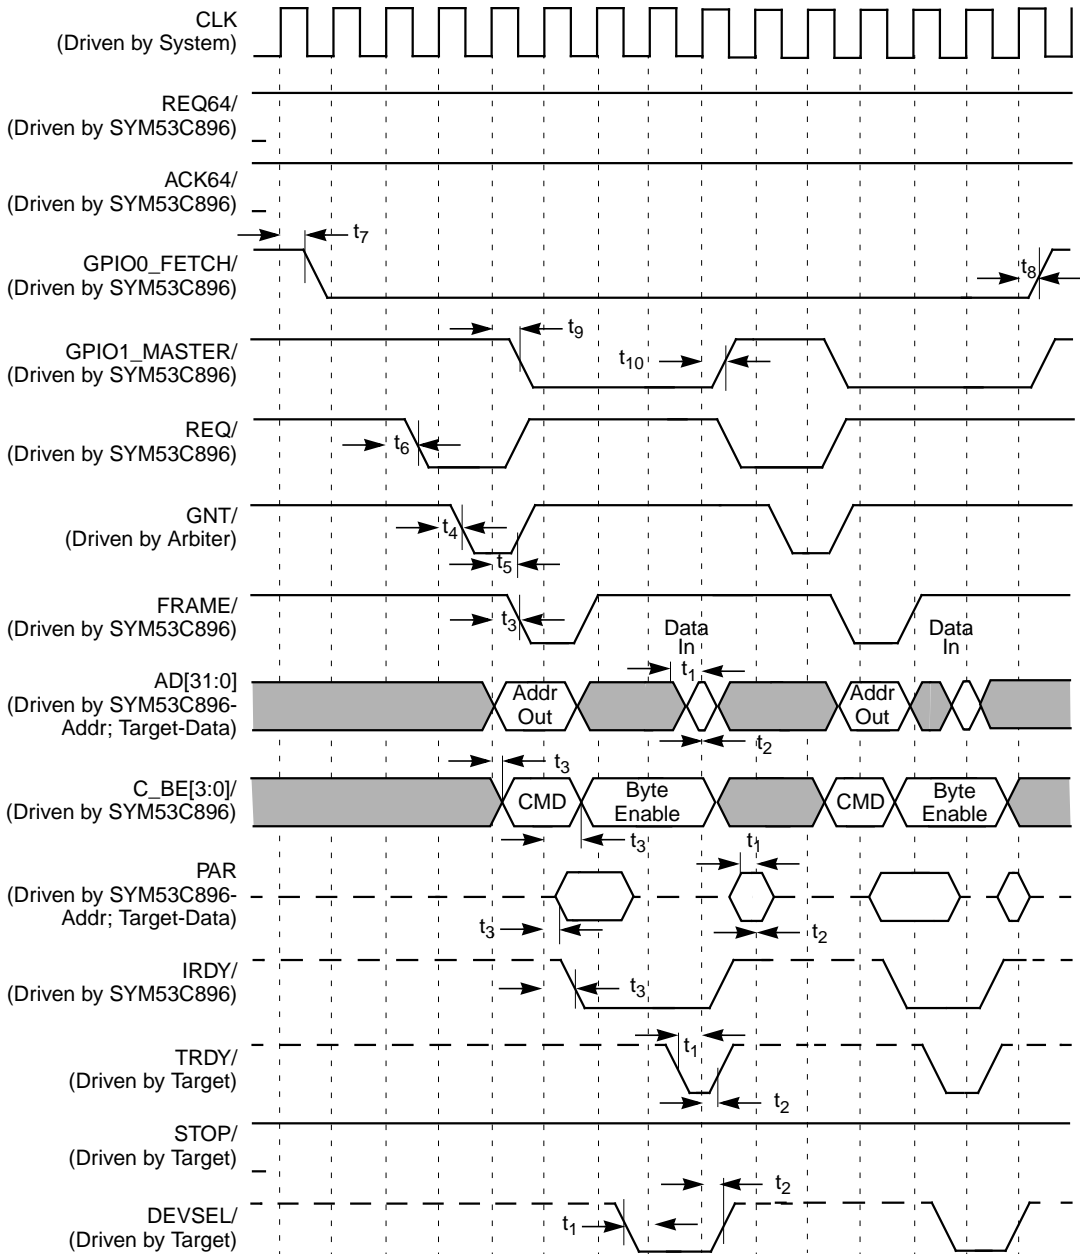 CLK
(Driven by System)
REQ64/
(Driven by SYM53C896)
ACK64/
(Driven by SYM53C896)
t7
GPIO0_FETCH/
(Driven by SYM53C896)
t8
t9
GPIO1_MASTER/
(Driven by SYM53C896)
t10
REQ/
(Driven by SYM53C896)
t6
GNT/
(Driven by Arbiter)
t4
t5
FRAME/
(Driven by SYM53C896)
t3
Data
In
Data
In
AD[31:0]
(Driven by SYM53C896-
Addr; Target-Data)
t1
Addr
Out
Addr
Out
t2
C_BE[3:0]/
(Driven by SYM53C896)
t3
CMD
Byte
Enable
CMD
Byte
Enable
t3
PAR
(Driven by SYM53C896-
Addr; Target-Data)
t1
t3
t2
IRDY/
(Driven by SYM53C896)
t3
TRDY/
(Driven by Target)
t1
t2
STOP/
(Driven by Target)
t2
DEVSEL/
(Driven by Target)
t1